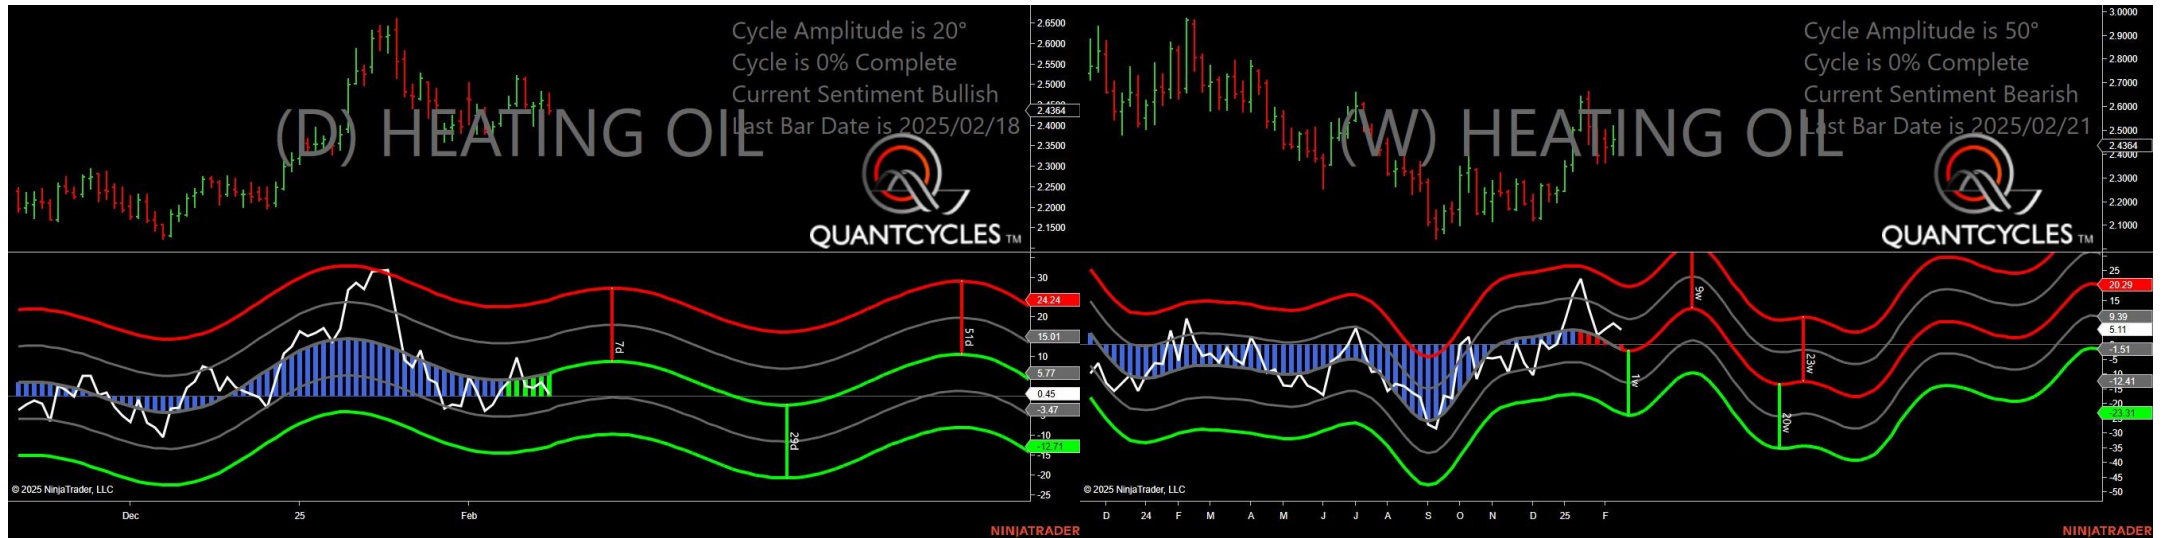 Cycle Amplitude is 20°
Cycle is 0% Complete
Current Sentiment Bullish
Last Bar Date is 2025/02/18
(D) HEATING OIL
QUANTCYCLES TM
2.6500
2.6000
2.5500
2.5000
2.4364
2.4000
2.3500
2.3000
2.2500
2.2000
2.1500
30
24.24
20
15.01
10
5.77
0.45
-3.47
-10
-12.71
-15
-20
-25
7d
29d
51d
© 2025 NinjaTrader, LLC
Dec
25
Feb
NINJATRADER
Cycle Amplitude is 50°
Cycle is 0% Complete
Current Sentiment Bearish
Last Bar Date is 2025/02/21
(W) HEATING OIL
QUANTCYCLES TM
3.0000
2.9000
2.8000
2.7000
2.6000
2.5000
2.4364
2.4000
2.3000
2.2000
2.1000
25
20.29
15
9.39
5.11
-1.51
-5
-12.41
-15
-20
-23.31
-30
-35
-40
-45
-50
1w
9w
20w
23w
© 2025 NinjaTrader, LLC
D
24
F
M
A
M
J
J
A
S
O
N
D
25
F
NINJATRADER